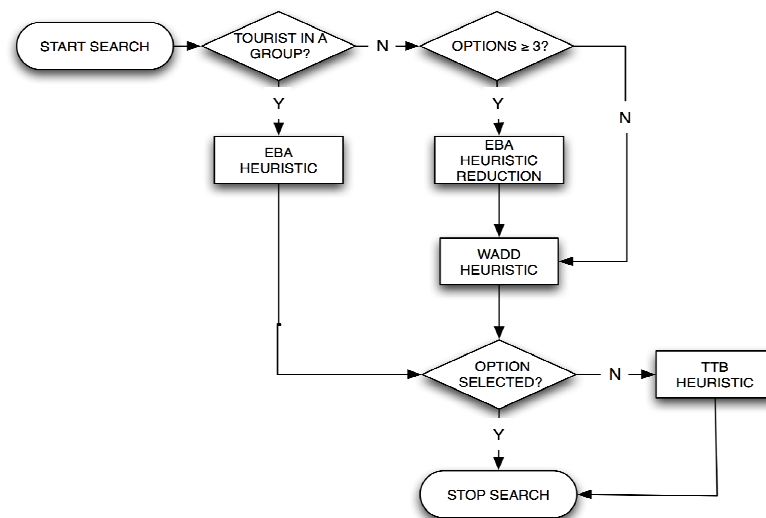 START SEARCH
TOURIST IN A
GROUP?
N
OPTIONS ≥ 3?
Y
Y
N
EBA
HEURISTIC
EBA
HEURISTIC
REDUCTION
WADD
HEURISTIC
OPTION
SELECTED?
N
TTB
HEURISTIC
Y
STOP SEARCH